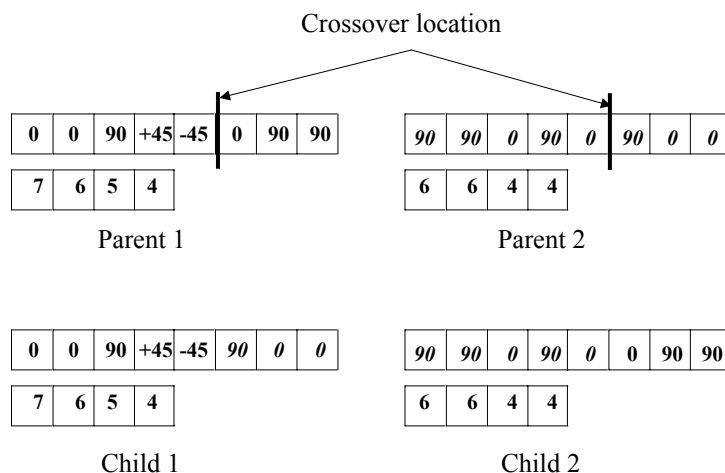 Crossover location
0 0 90 +45 -45 0 90 90
90 90 0 90 0 90 0 0
7 6 5 4
6 6 4 4
Parent 1
Parent 2
0 0 90 +45 -45 90 0 0
90 90 0 90 0 0 90 90
7 6 5 4
6 6 4 4
Child 1
Child 2